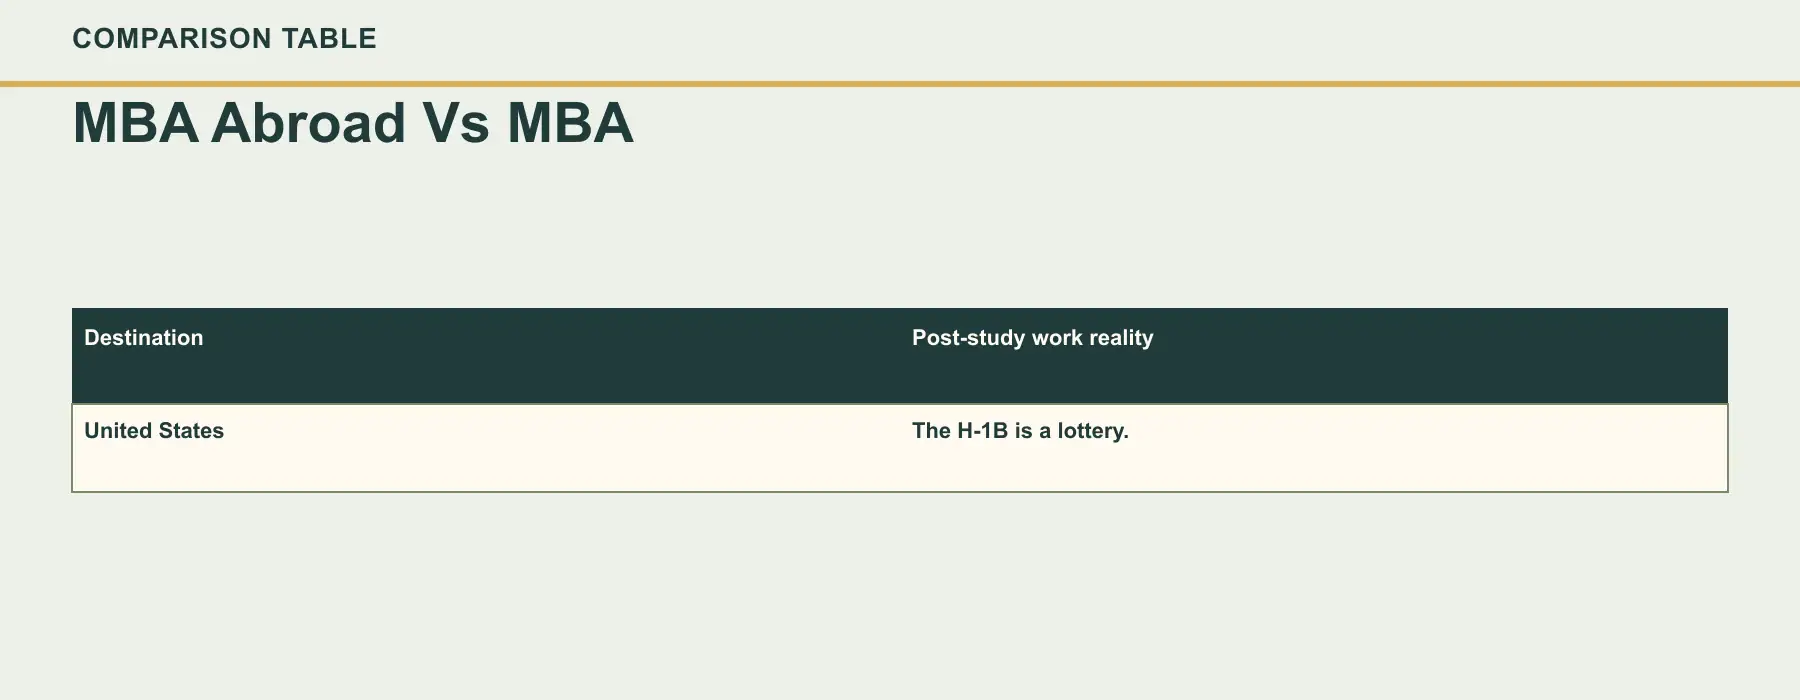 COMPARISON TABLE
MBA Abroad Vs MBA
Destination
Post-study work reality
United States
The H-1B is a lottery.